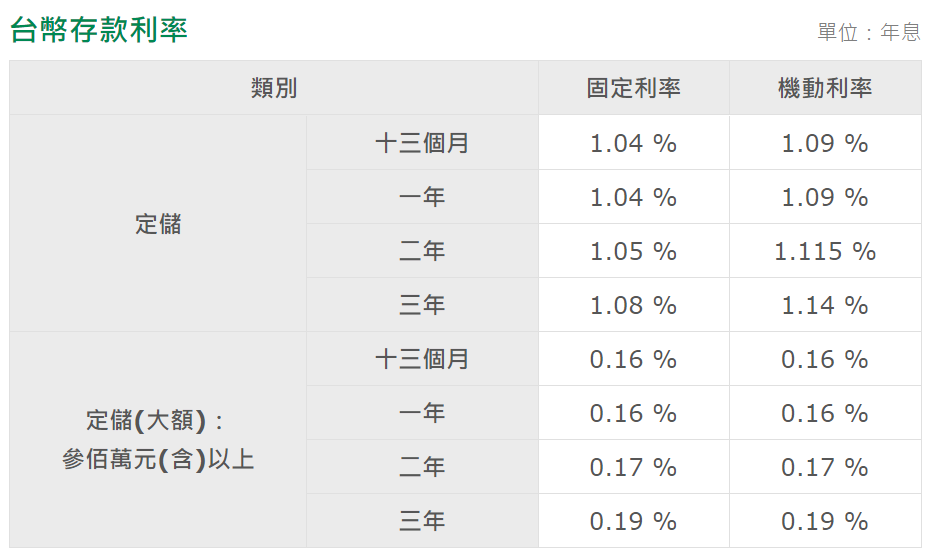 台幣存款利率
單位：年息
類別 固定利率 機動利率
定儲
十三個月 1.04 % 1.09 %
一年 1.04 % 1.09 %
二年 1.05 % 1.115 %
三年 1.08 % 1.14 %
定儲(大額)：
參佰萬元(含)以上
十三個月 0.16 % 0.16 %
一年 0.16 % 0.16 %
二年 0.17 % 0.17 %
三年 0.19 % 0.19 %